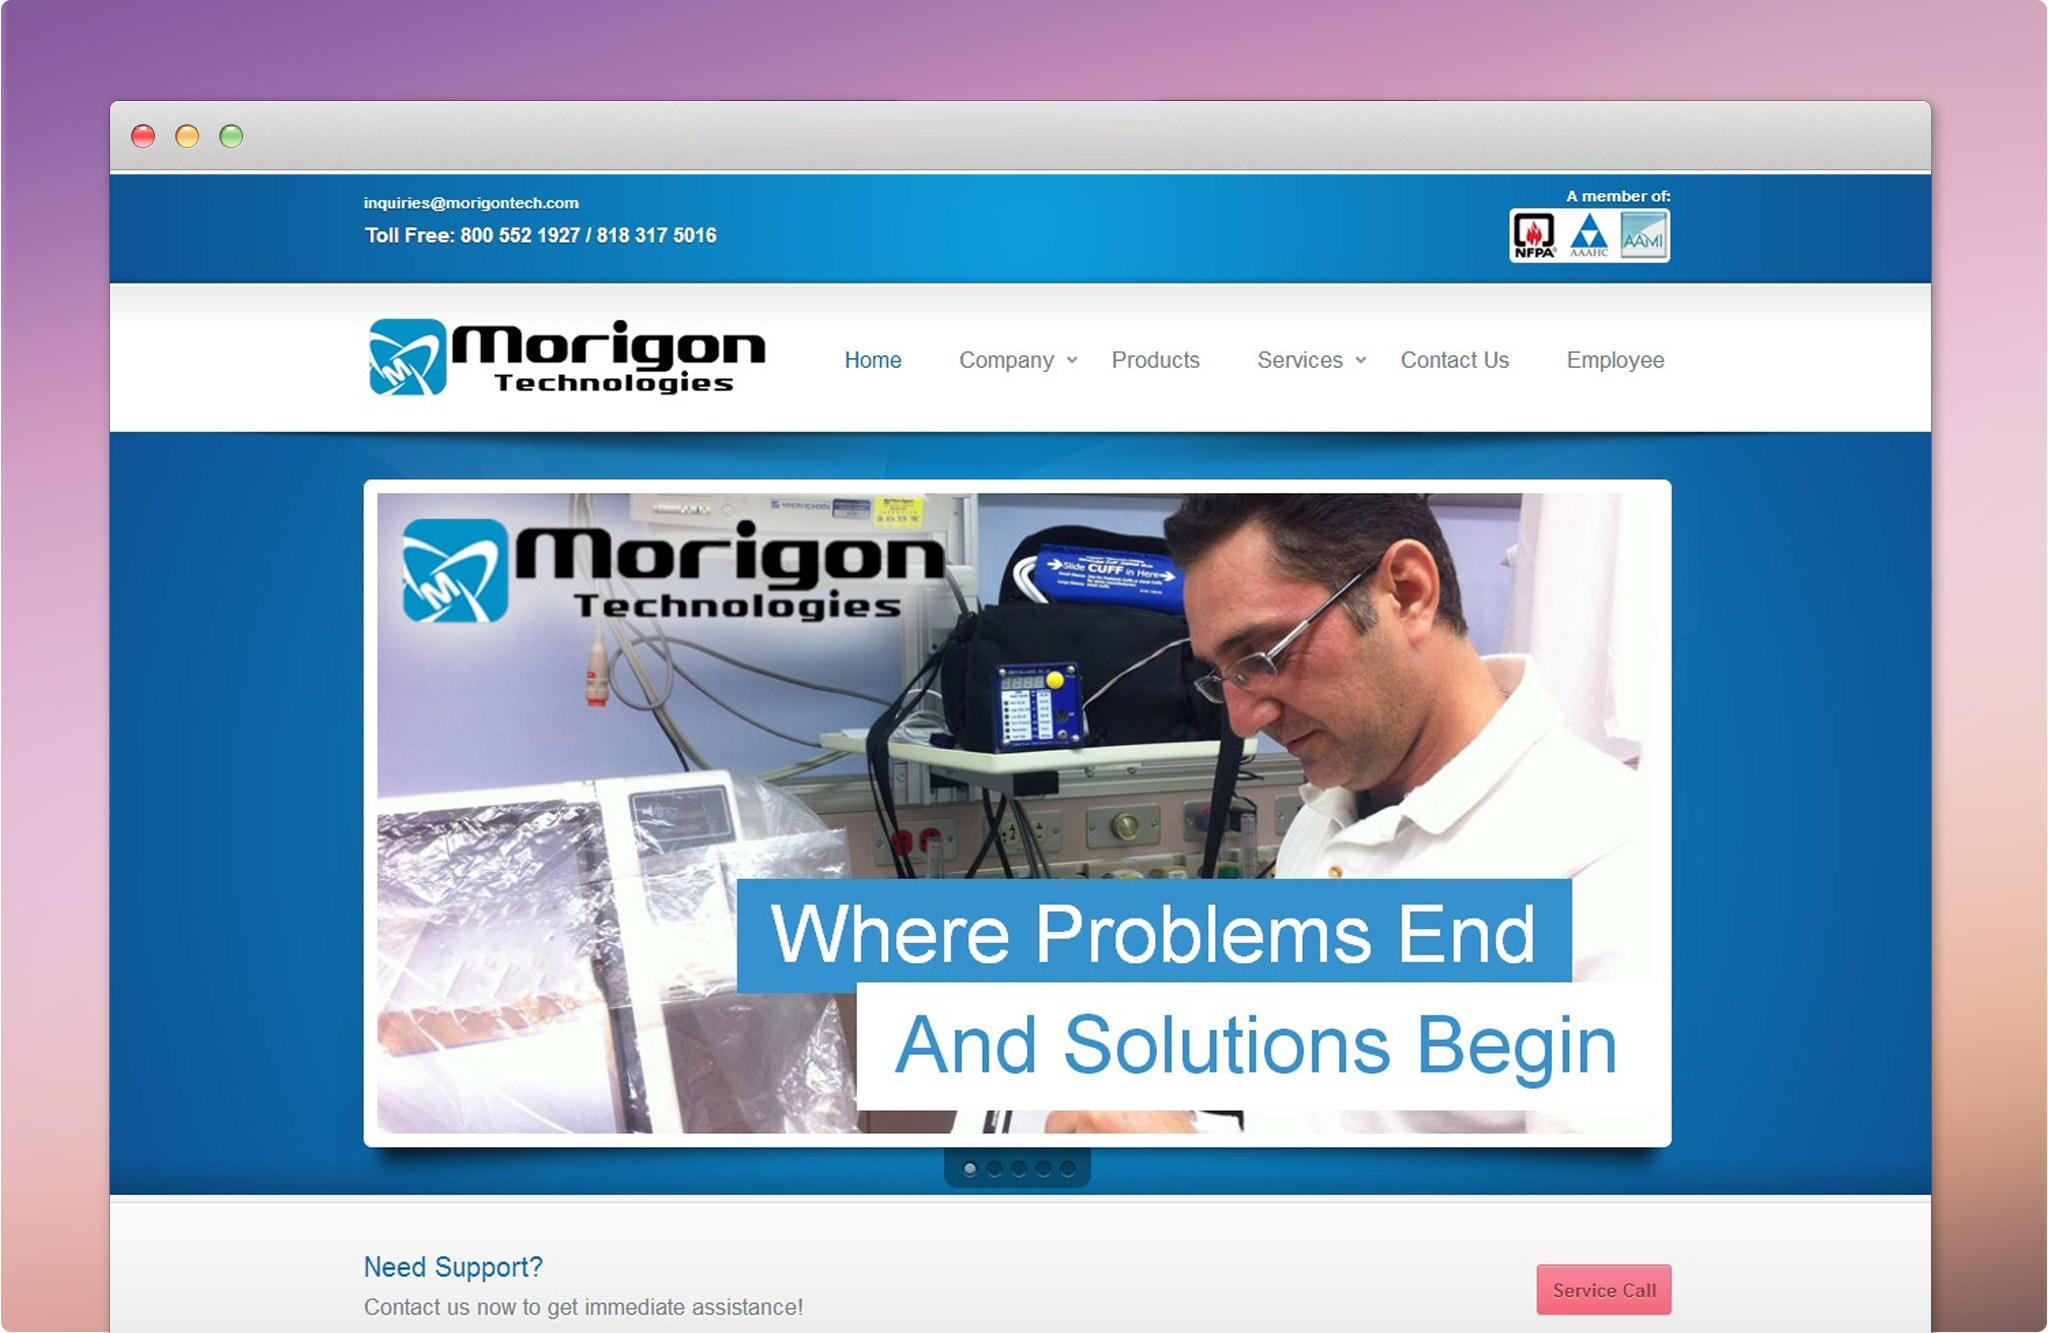 inquiries@morigontech.com
Toll Free: 800 552 1927 / 818 317 5016
A member of:
NFPA®
AAAHC
AAMI
Morigon
Technologies
Home
Company
Products
Services
Contact Us
Employee
NIHON KOHDEN
Morigon
Technologies
Slide CUFF in Here
Where Problems End
And Solutions Begin
Need Support?
Contact us now to get immediate assistance!
Service Call